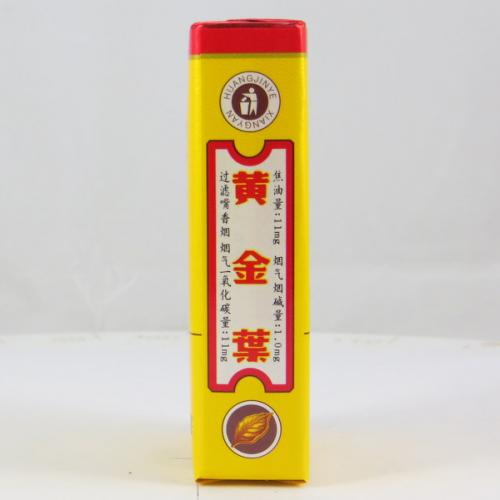 HUANGJINYE
XIANGYAN
黄金葉
焦油量:11mg 烟气烟碱量:1.0mg
过滤嘴香烟 烟气一氧化碳量:11mg